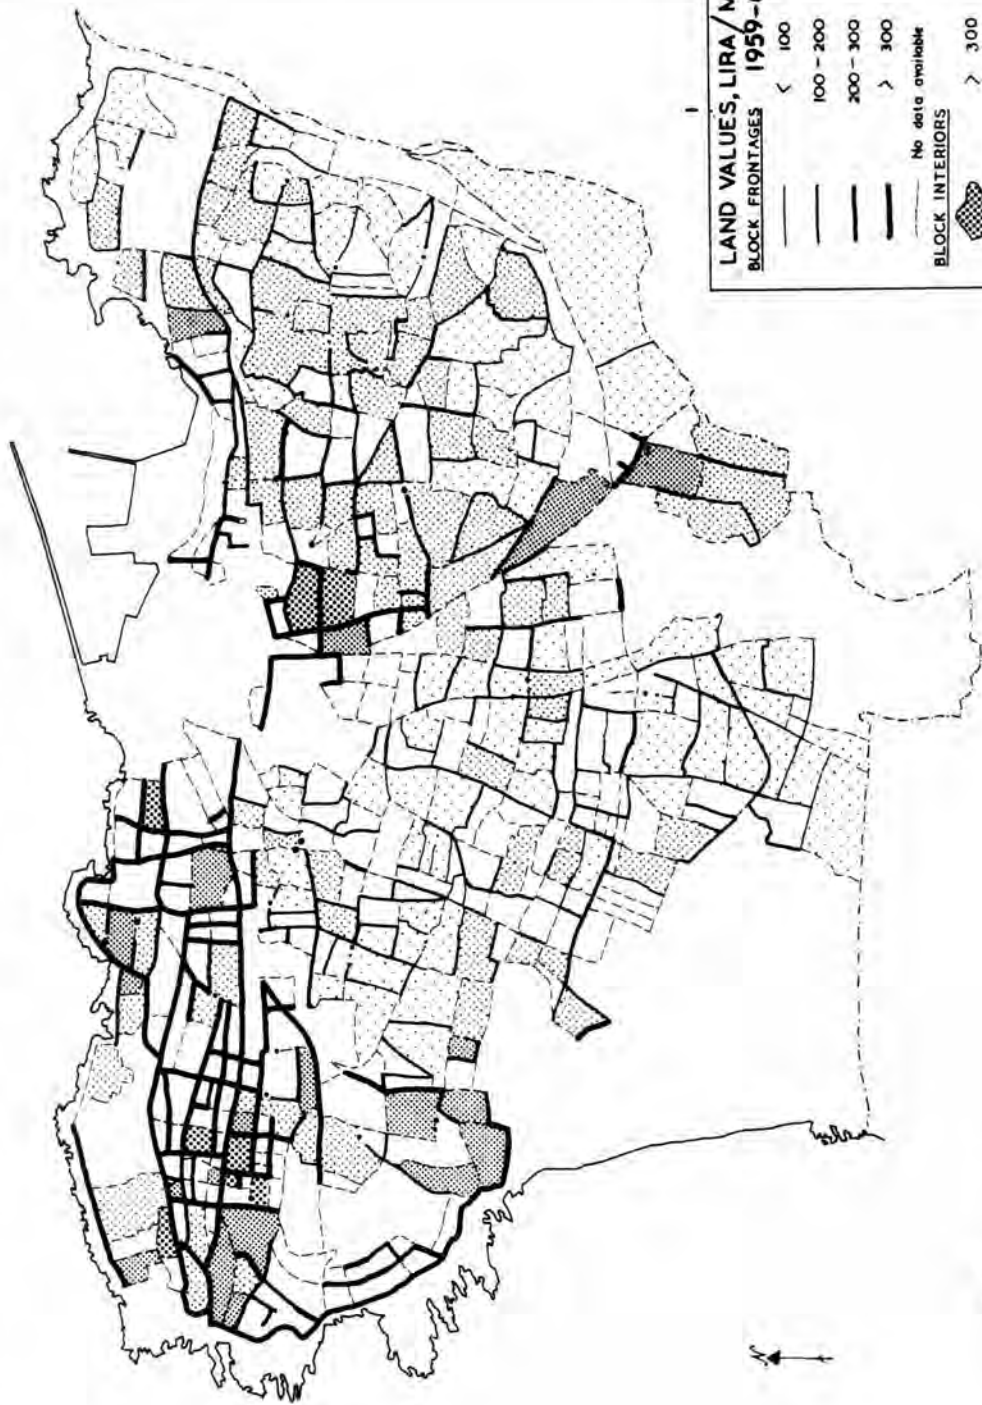 LAND VALUES, LIRA/
BLOCK FRONTAGES 1959-
< 100
100-200
200-300
> 300
No data available
BLOCK INTERIORS
> 300
N